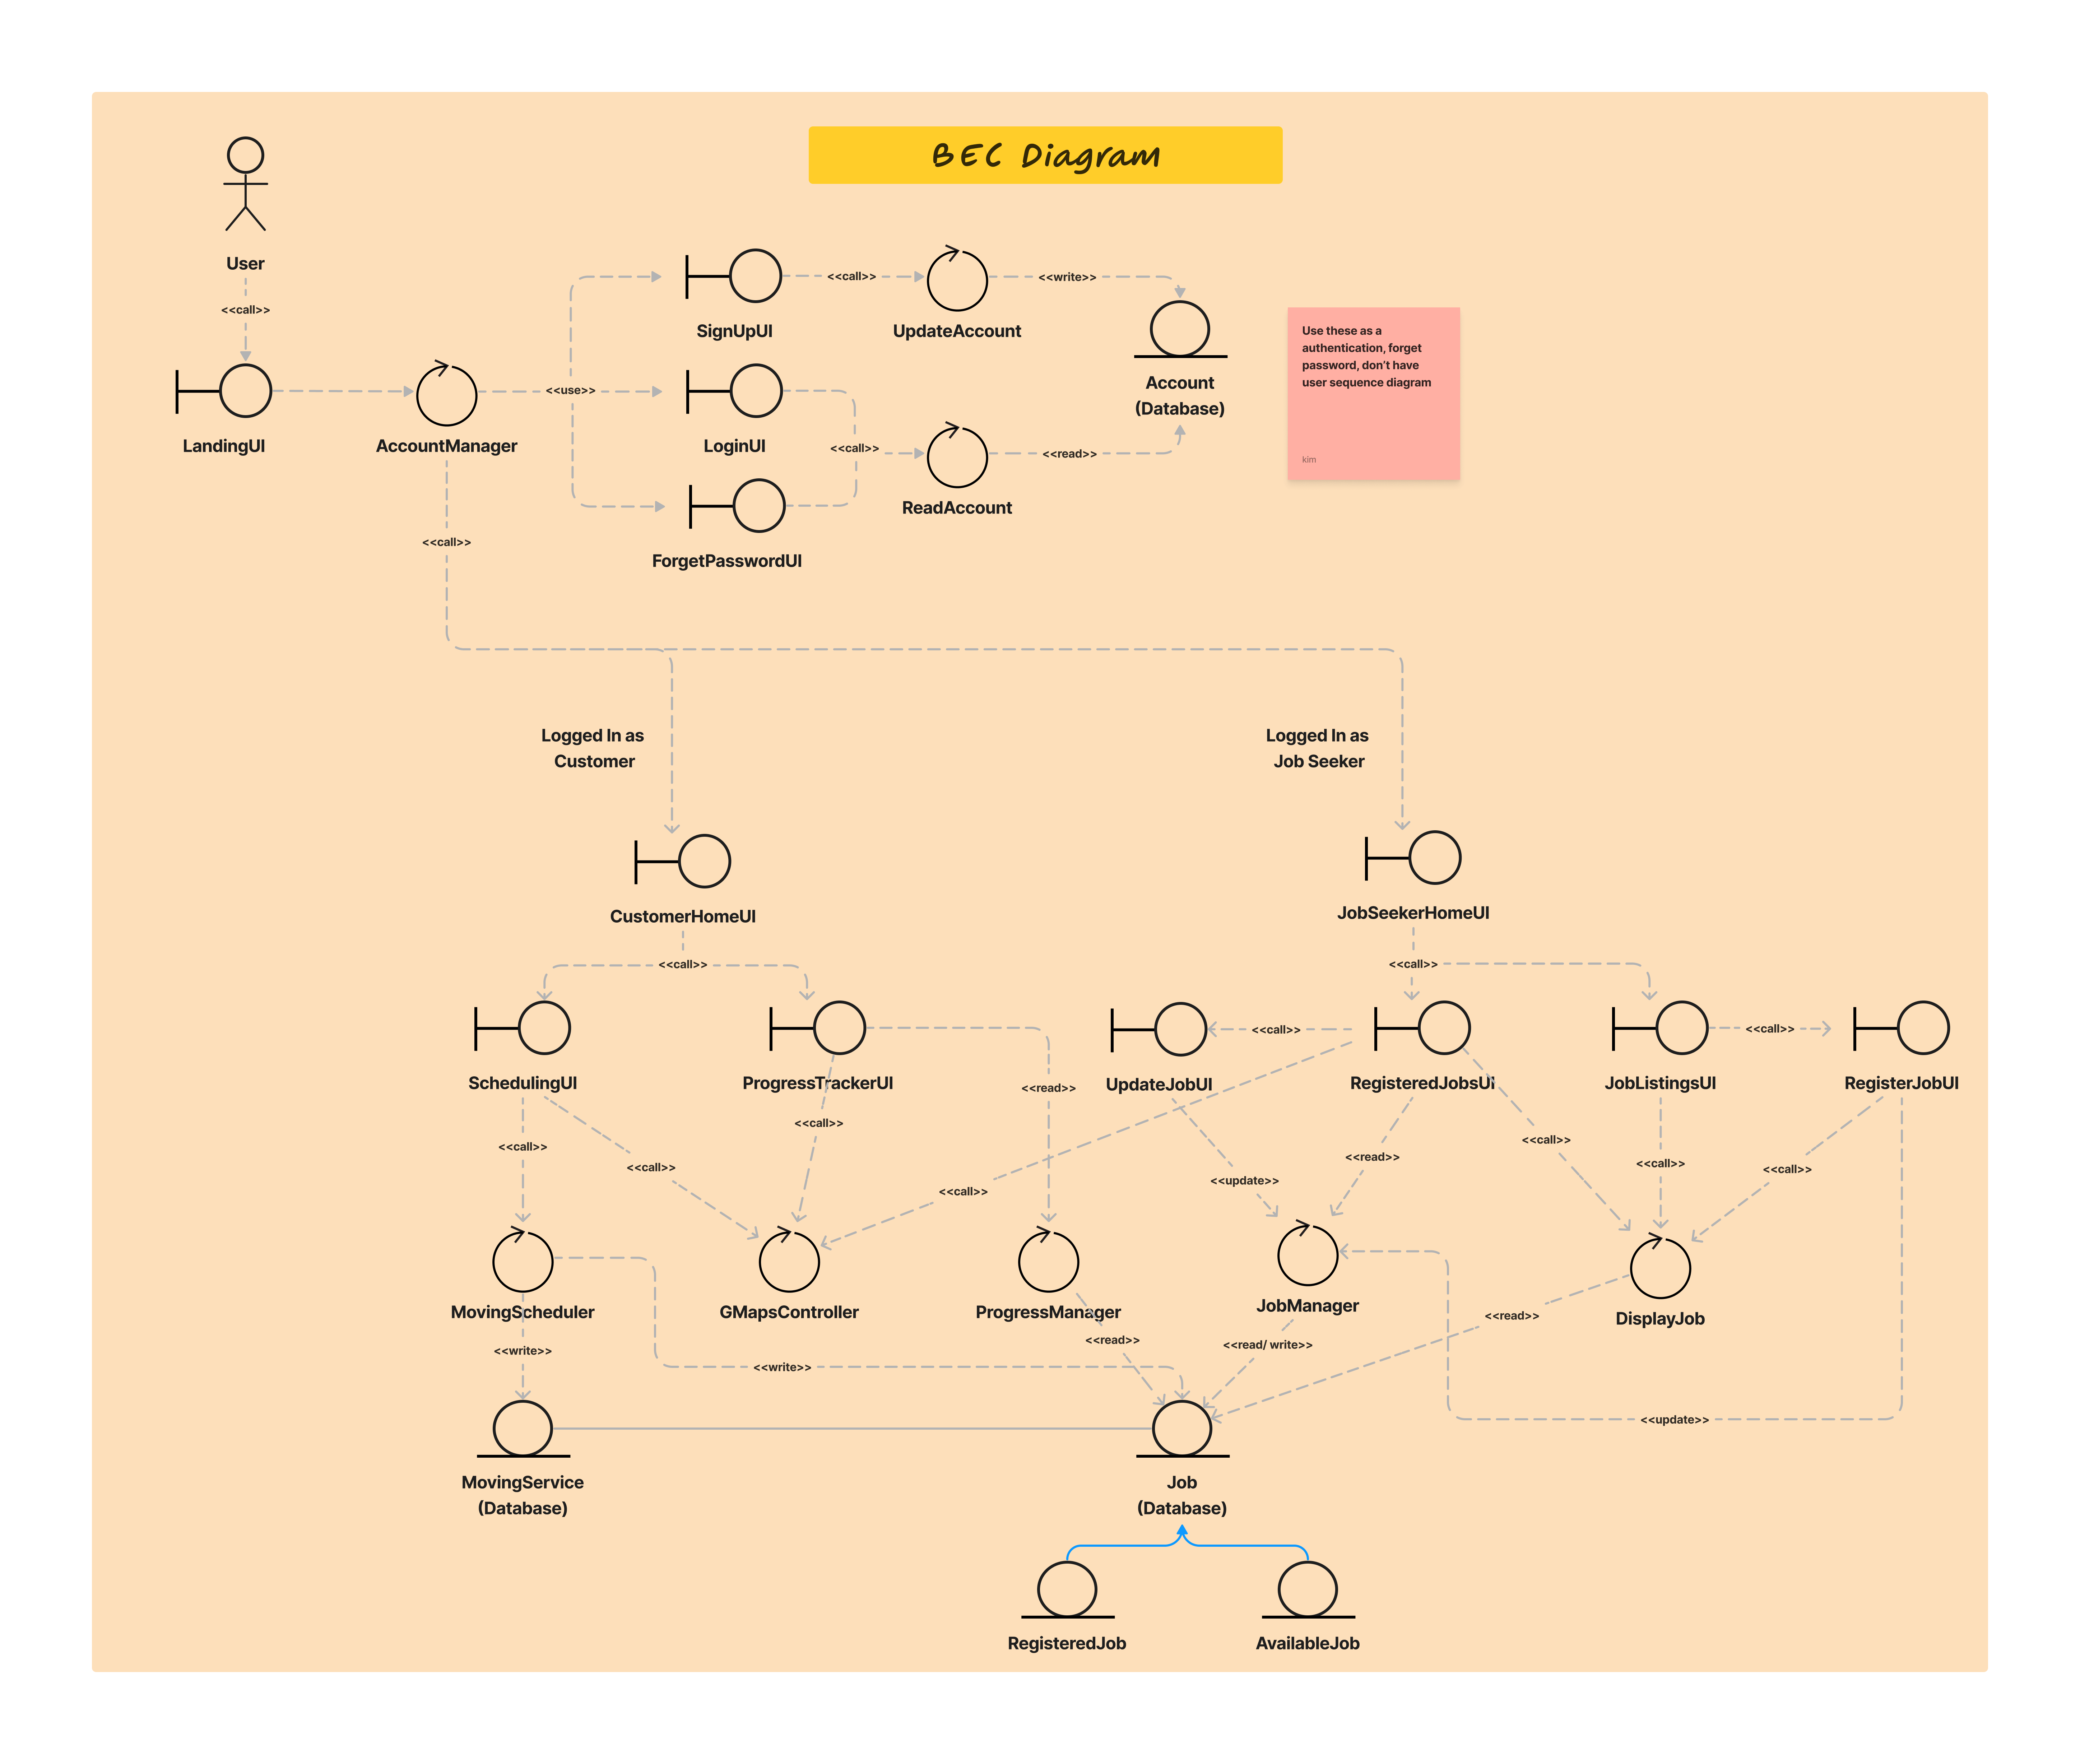 BEC Diagram
User
<<call>>
SignUpUI
<<call>>
UpdateAccount
<<write>>
Account
(Database)
Use these as a
authentication, forget
password, don't have
user sequence diagram
kim
LandingUI
AccountManager
<<use>>
LoginUI
<<call>>
ReadAccount
<<read>>
ForgetPasswordUI
<<call>>
Logged In as
Customer
Logged In as
Job Seeker
CustomerHomeUI
JobSeekerHomeUI
<<call>>
<<call>>
SchedulingUI
ProgressTrackerUI
<<read>>
UpdateJobUI
<<call>>
RegisteredJobsUI
JobListingsUI
<<call>>
RegisterJobUI
<<call>>
<<call>>
<<call>>
<<call>>
<<update>>
<<read>>
<<call>>
<<call>>
<<call>>
MovingScheduler
GMapsController
ProgressManager
JobManager
DisplayJob
<<write>>
<<write>>
<<read>>
<<read/ write>>
<<read>>
<<update>>
MovingService
(Database)
Job
(Database)
RegisteredJob
AvailableJob